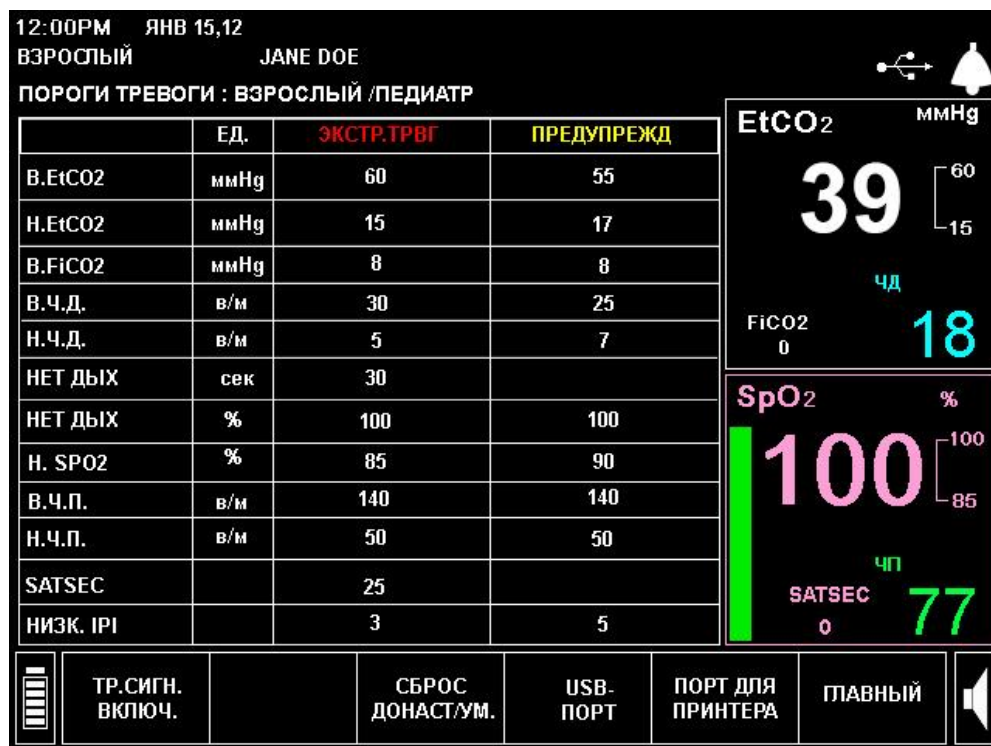 12:00PM ЯНВ 15,12
ВЗРОСЛЫЙ JANE DOE
ПОРОГИ ТРЕВОГИ : ВЗРОСЛЫЙ /ПЕДИАТР
ЕД. ЭКСТР.ТРВГ ПРЕДУПРЕЖД
В.EtCO2 ммHg 60 55
Н.EtCO2 ммHg 15 17
В.FiCO2 ммHg 8 8
В.Ч.Д. в/м 30 25
Н.Ч.Д. в/м 5 7
НЕТ ДЫХ сек 30
НЕТ ДЫХ % 100 100
Н. SPO2 % 85 90
В.Ч.П. в/м 140 140
Н.Ч.П. в/м 50 50
SATSEC 25
НИЗК. IPI 3 5
EtCO2 ммHg
39 60
15
ЧД
FiCO2 18
0
SpO2 %
100 100
85
ЧП
SATSEC 77
0
ТР.СИГН.
ВКЛЮЧ.
СБРОС
ДОНАСТ/УМ.
USB-
ПОРТ
ПОРТ ДЛЯ
ПРИНТЕРА
ГЛАВНЫЙ